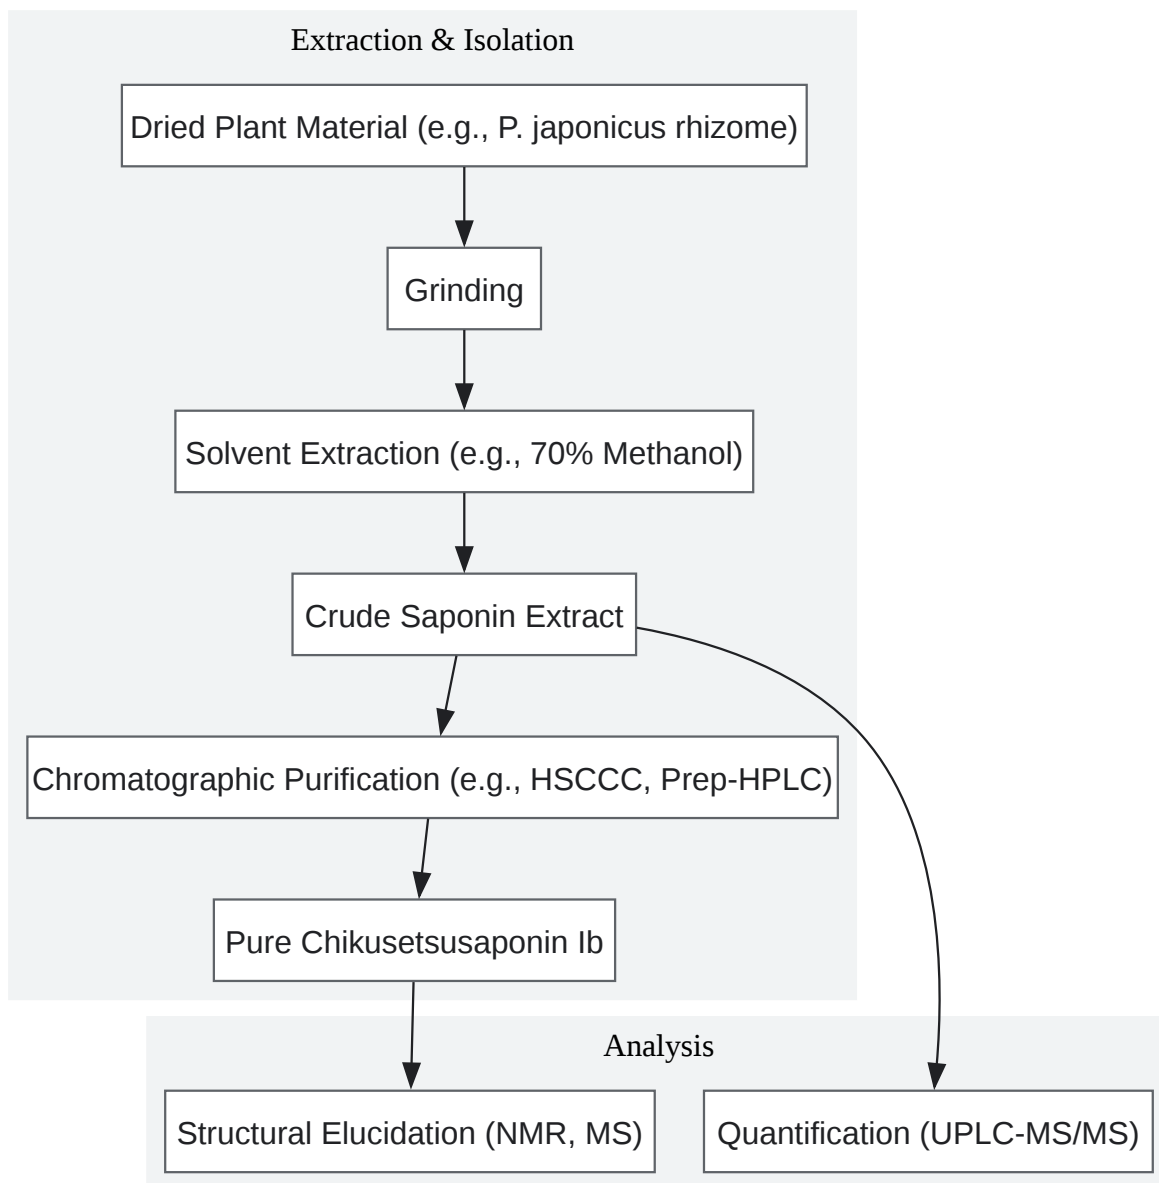 Extraction & Isolation
Dried Plant Material (e.g., P. japonicus rhizome)
Grinding
Solvent Extraction (e.g., 70% Methanol)
Crude Saponin Extract
Chromatographic Purification (e.g., HSCCC, Prep-HPLC)
Pure Chikusetsusaponin Ib
Analysis
Structural Elucidation (NMR, MS)
Quantification (UPLC-MS/MS)